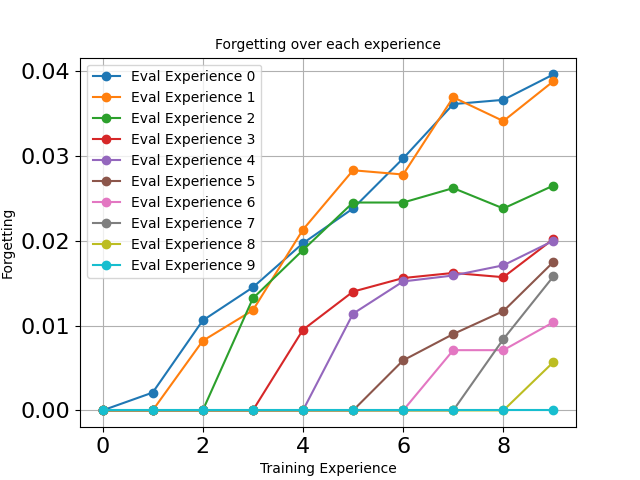 Forgetting over each experience
0.04
0.03
0.02
0.01
0.00
Forgetting
Eval Experience 0
Eval Experience 1
Eval Experience 2
Eval Experience 3
Eval Experience 4
Eval Experience 5
Eval Experience 6
Eval Experience 7
Eval Experience 8
Eval Experience 9
0 2 4 6 8
Training Experience